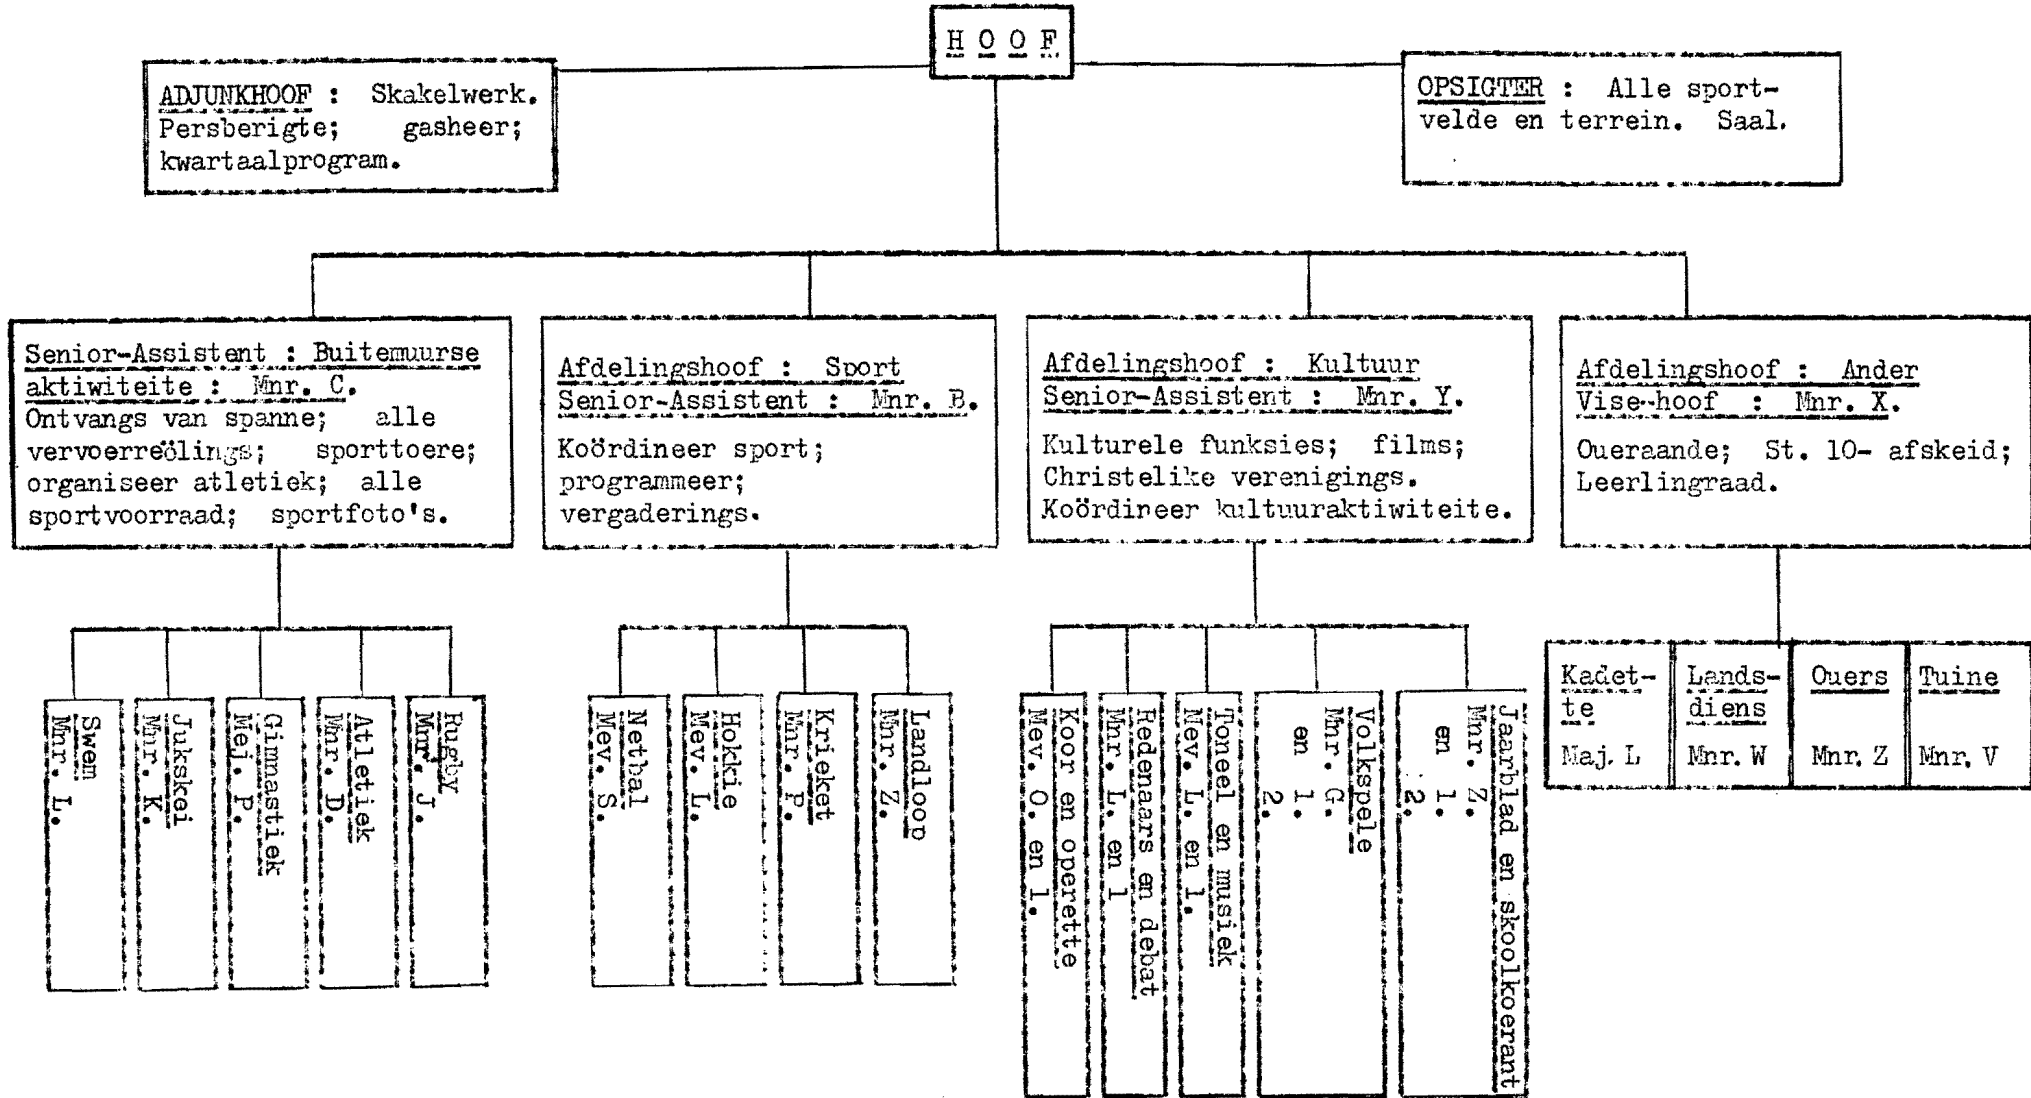 H O O F
ADJUNKHOOF : Skakelwerk.
Persberigte; gasheer;
kwartaalprogram.
OPSIGTER : Alle sport-
velde en terrein. Saal.
Senior-Assistent : Buitemuurse
aktiwiteite : Mnr. C.
Ontvangs van spanne; alle
vervoerreëlings; sporttoere;
organiseer atletiek; alle
sportvoorraad; sportfoto's.
Afdelingshoof : Sport
Senior-Assistent : Mnr. B.
Koördineer sport;
programmeer;
vergaderings.
Afdelingshoof : Kultuur
Senior-Assistent : Mnr. Y.
Kulturele funksies; films;
Christelike verenigings.
Koördineer kultuuraktiwiteite.
Afdelingshoof : Ander
Vise-hoof : Mnr. X.
Oueraande; St. 10- afskeid;
Leerlingraad.
Swem
Mnr. L.
Jukskei
Mnr. K.
Gimnastiek
Mej. P.
Atletiek
Mnr. D.
Rugby
Mnr. J.
Netbal
Mev. S.
Hokkie
Mev. L.
Krieket
Mnr. P.
Landloop
Mnr. Z.
Koor en operette
Mev. O. en 1.
Redenaars en debat
Mnr. L. en 1
Toneel en musiek
Mev. L. en 1.
Volkspele
Mnr. G. 1.
en 2.
Jaarblad en skoolkoerant
Mnr. Z. 1.
en 2.
Kadet-
te
Maj. L
Lands-
diens
Mnr. W
Ouers
Mnr. Z
Tuine
Mnr. V